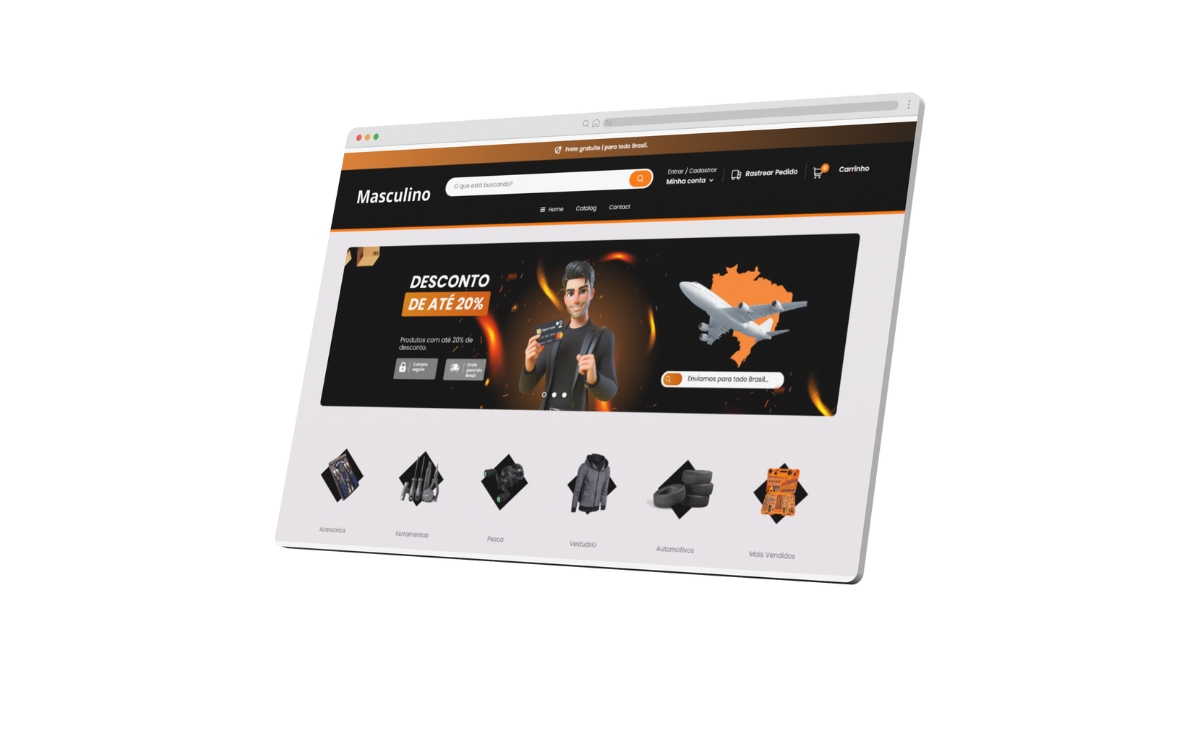 Frete gratuito | para todo Brasil.
Masculino
O que está buscando?
Entrar / Cadastrar
Minha conta
Rastrear Pedido
0
Carrinho
Home
Catalog
Contact
DESCONTO
DE ATÉ 20%
Produtos com até 20% de
desconto.
Compra
segura
Envio
para todo
Brasil
Enviamos para todo Brasil...
Acessórios
Ferramentas
Pesca
Vestuário
Automotivos
Mais Vendidos